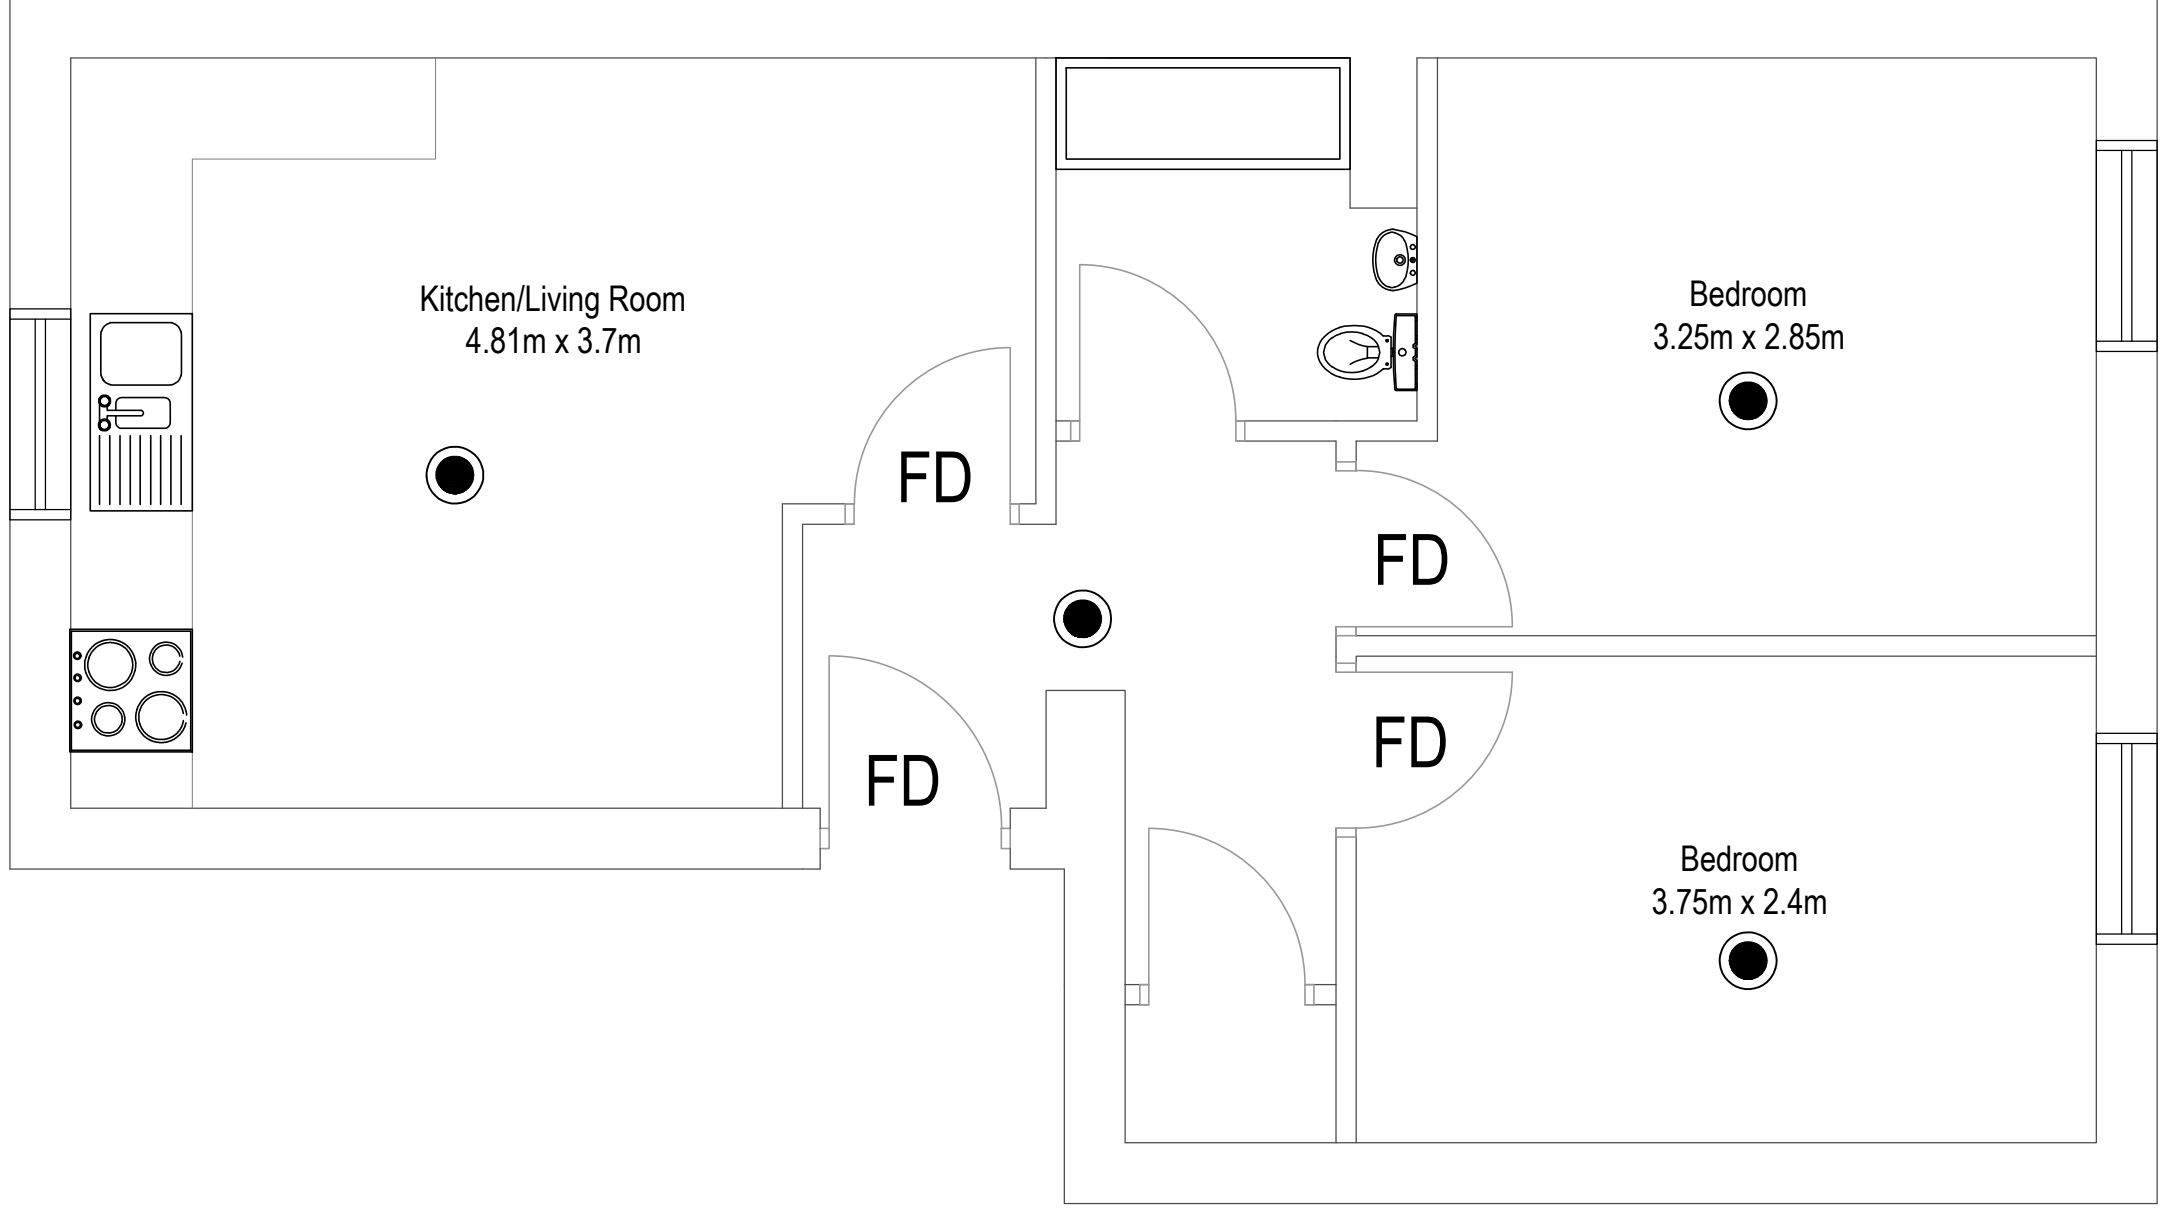 Kitchen/Living Room
4.81m x 3.7m
FD
Bedroom
3.25m x 2.85m
FD
FD
FD
Bedroom
3.75m x 2.4m